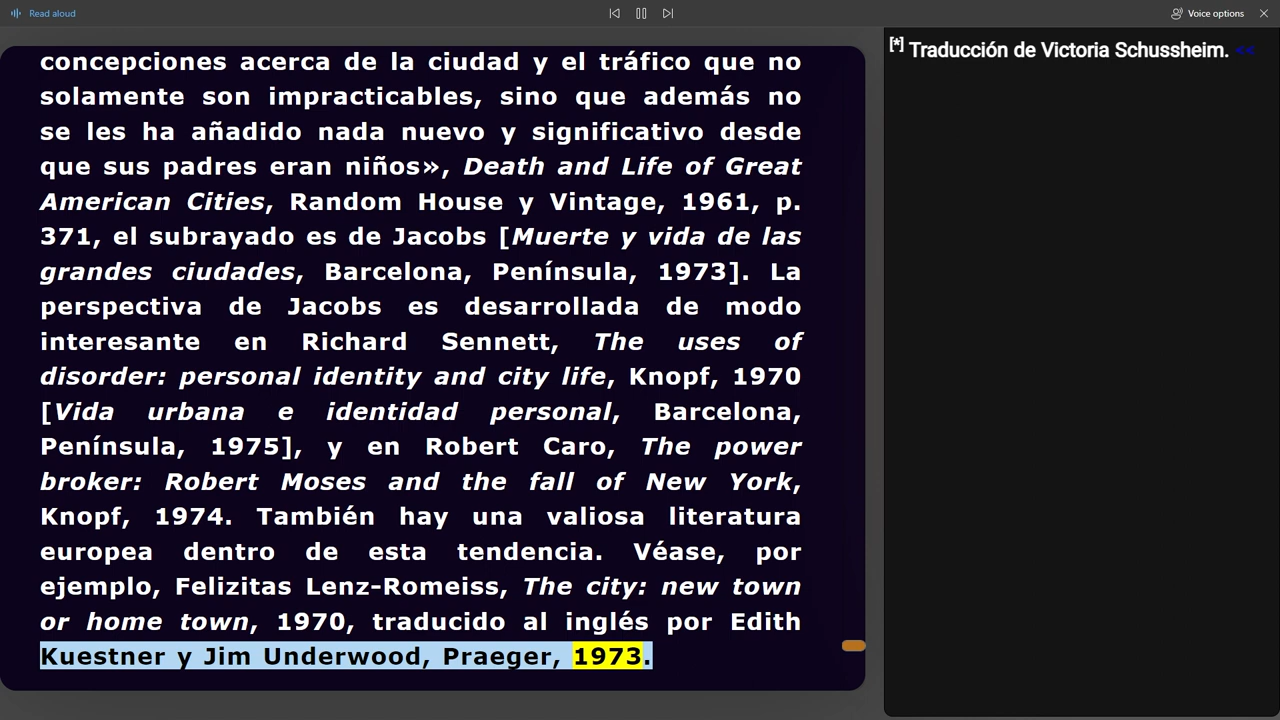 Read aloud
Voice options
concepciones acerca de la ciudad y el tráfico que no
solamente son impracticables, sino que además no
se les ha añadido nada nuevo y significativo desde
que sus padres eran niños», Death and Life of Great
American Cities, Random House y Vintage, 1961, p.
371, el subrayado es de Jacobs [Muerte y vida de las
grandes ciudades, Barcelona, Península, 1973]. La
perspectiva de Jacobs es desarrollada de modo
interesante en Richard Sennett, The uses of
disorder: personal identity and city life, Knopf, 1970
[Vida urbana e identidad personal, Barcelona,
Península, 1975], y en Robert Caro, The power
broker: Robert Moses and the fall of New York,
Knopf, 1974. También hay una valiosa literatura
europea dentro de esta tendencia. Véase, por
ejemplo, Felizitas Lenz-Romeiss, The city: new town
or home town, 1970, traducido al inglés por Edith
Kuestner y Jim Underwood, Praeger, 1973.
[*] Traducción de Victoria Schussheim. <<